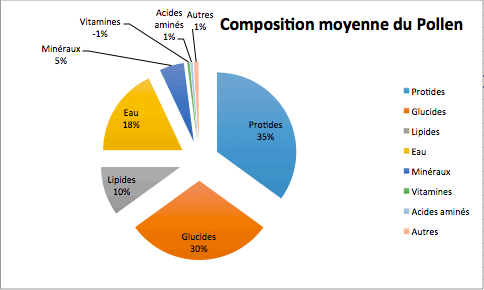 Composition moyenne du Pollen
Vitamines
-1%
Acides
aminés
1%
Autres
1%
Minéraux
5%
Eau
18%
Protides
35%
Lipides
10%
Glucides
30%
Protides
Glucides
Lipides
Eau
Minéraux
Vitamines
Acides aminés
Autres